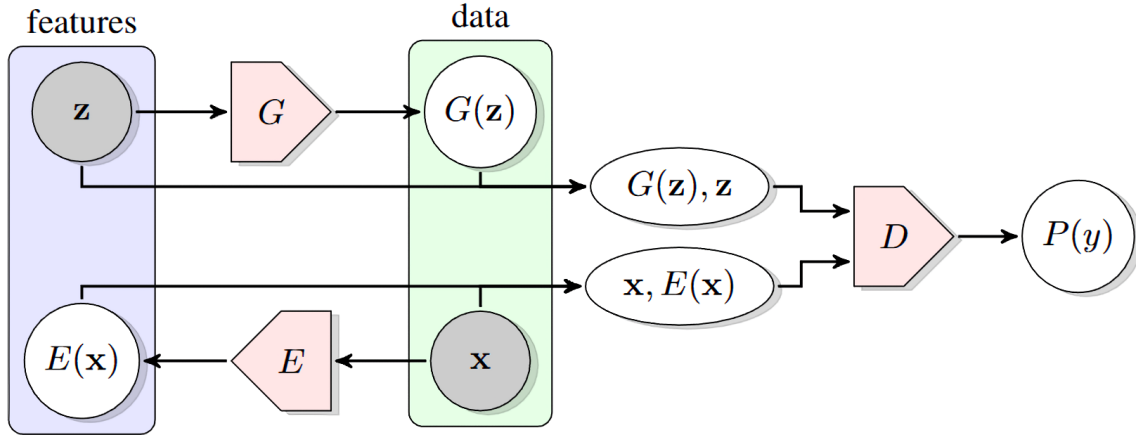 features
data
z
G
G(z)
G(z), z
D
P(y)
x, E(x)
E(x)
E
x